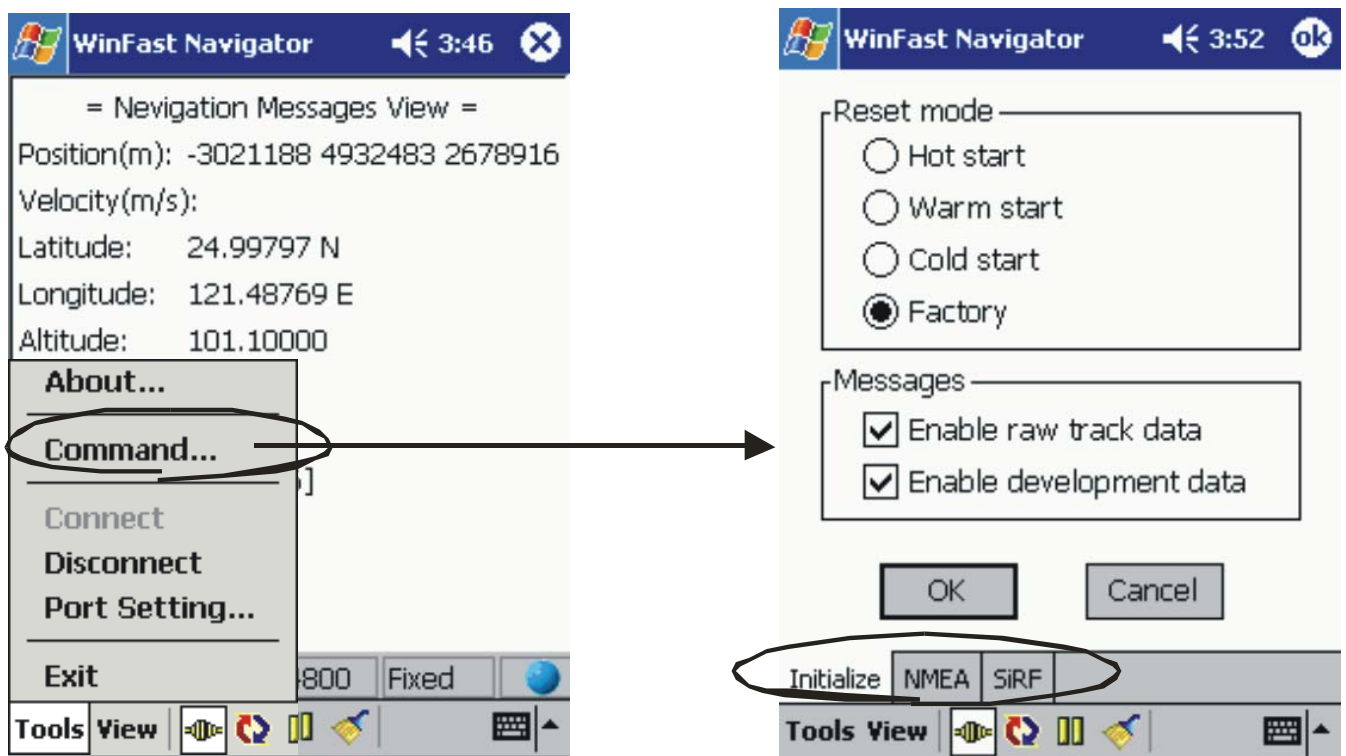 WinFast Navigator 3:46
= Nevigation Messages View =
Position(m): -3021188 4932483 2678916
Velocity(m/s):
Latitude: 24.99797 N
Longitude: 121.48769 E
Altitude: 101.10000
About...
Command...
]
Connect
Disconnect
Port Setting...
Exit
800 Fixed
Tools View
WinFast Navigator 3:52 ok
Reset mode
Hot start
Warm start
Cold start
Factory
Messages
Enable raw track data
Enable development data
OK Cancel
Initialize NMEA SiRF
Tools View